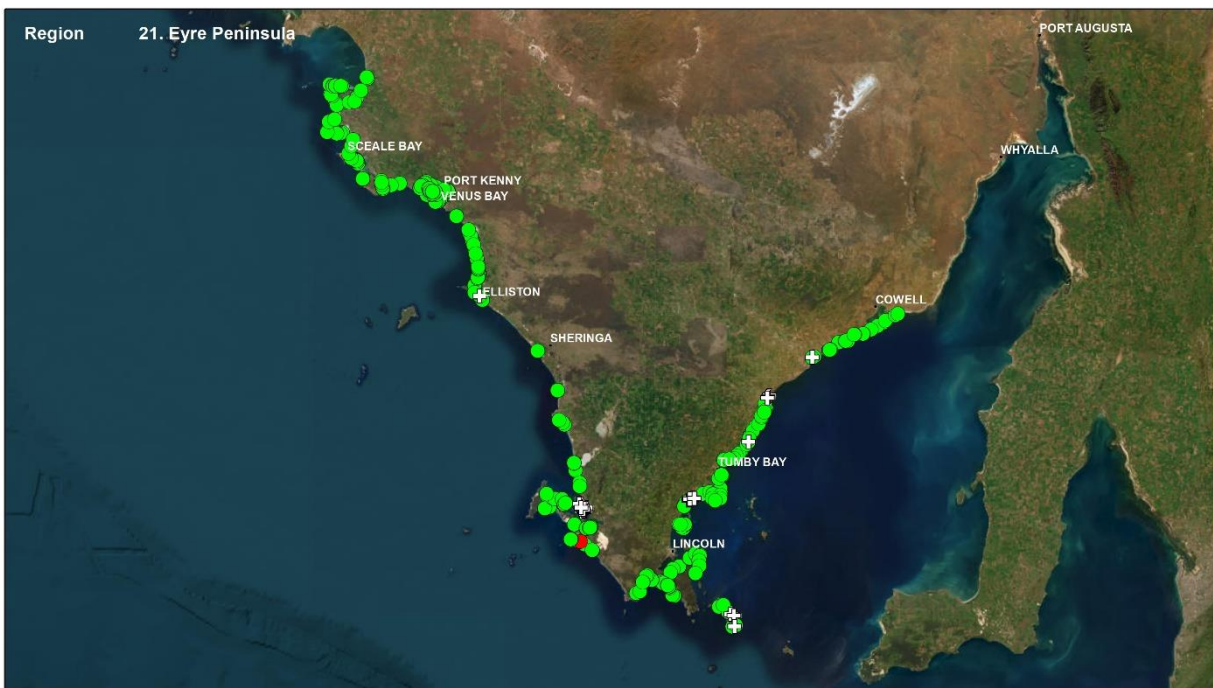 Region 21. Eyre Peninsula
PORT AUGUSTA
SCEALE BAY
WHYALLA
PORT KENNY
VENUS BAY
ELLISTON
COWELL
SHERINGA
TUMBY BAY
LINCOLN